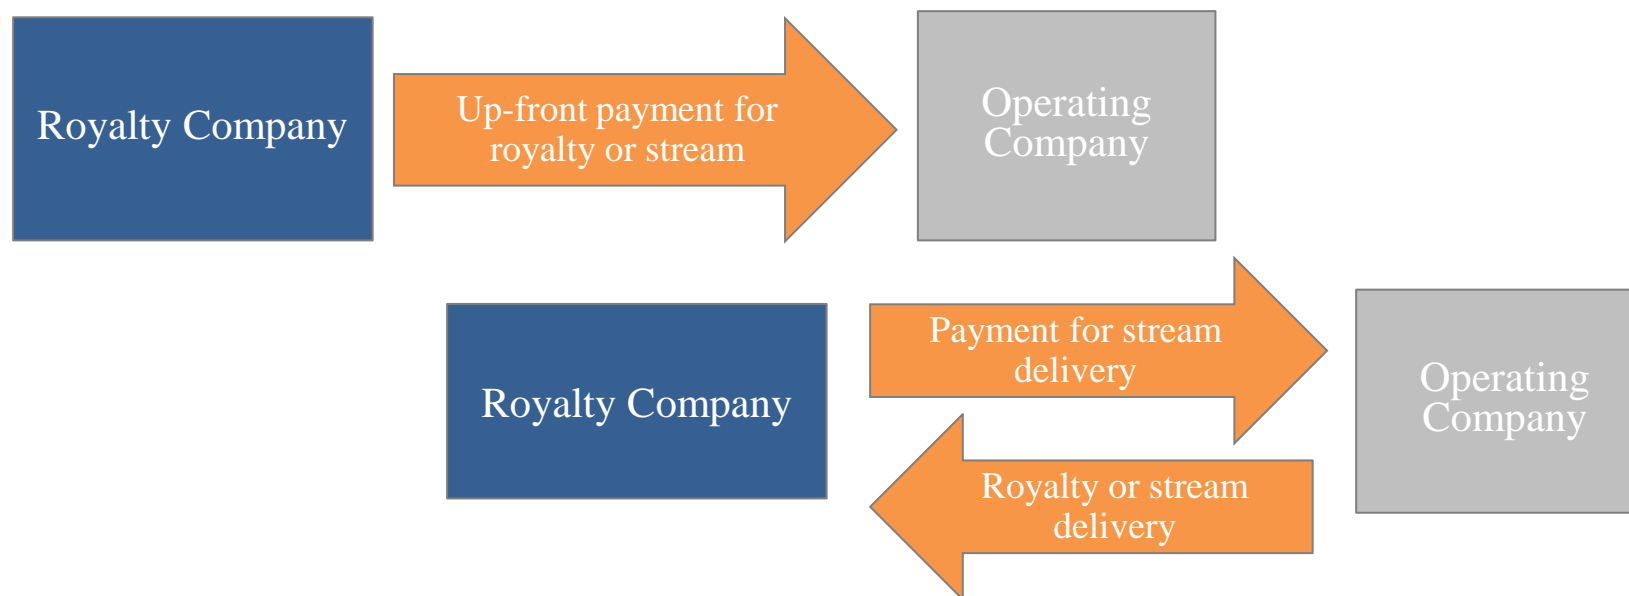 Royalty Company
Up-front payment for
royalty or stream
Operating
Company
Royalty Company
Payment for stream
delivery
Operating
Company
Royalty or stream
delivery